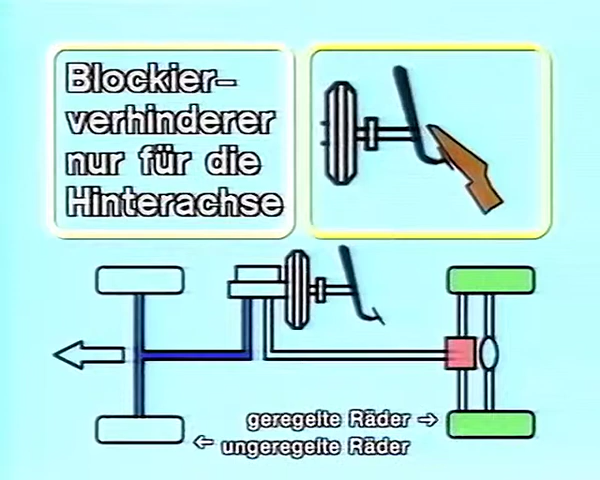 Blockier-
verhinderer
nur für die
Hinterachse
geregelte Räder →
← ungeregelte Räder